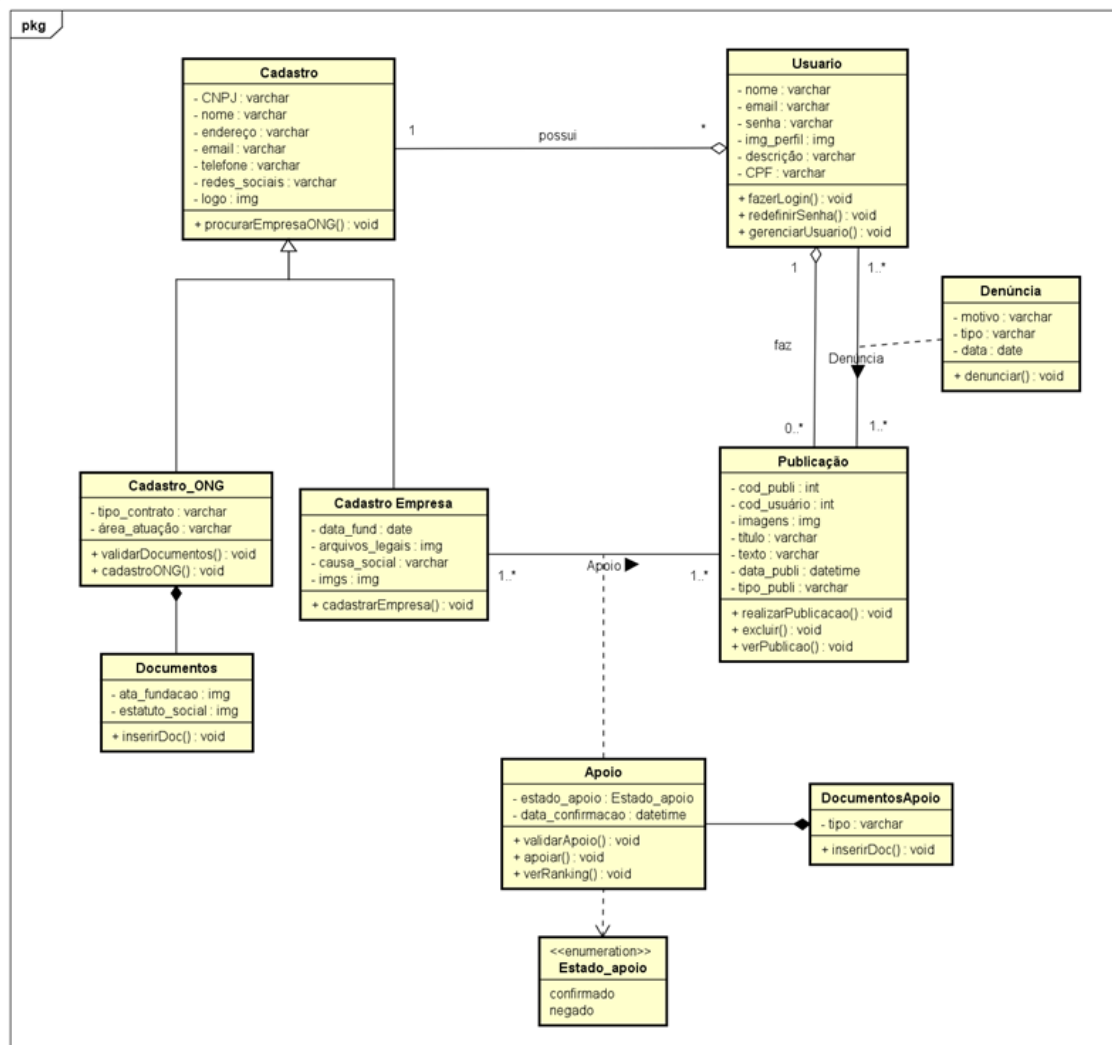 pkg
Cadastro
- CNPJ : varchar
- nome : varchar
- endereço : varchar
- email : varchar
- telefone : varchar
- redes_sociais : varchar
- logo : img
+ procurarEmpresaONG() : void
1
possui
*
Usuario
- nome : varchar
- email : varchar
- senha : varchar
- img_perfil : img
- descrição : varchar
- CPF : varchar
+ fazerLogin() : void
+ redefinirSenha() : void
+ gerenciarUsuario() : void
1
1..*
faz
Denúncia
0..*
1..*
Denúncia
- motivo : varchar
- tipo : varchar
- data : date
+ denunciar() : void
Cadastro_ONG
- tipo_contrato : varchar
- área_atuação : varchar
+ validarDocumentos() : void
+ cadastroONG() : void
Cadastro Empresa
- data_fund : date
- arquivos_legais : img
- causa_social : varchar
- imgs : img
+ cadastrarEmpresa() : void
1..*
Apoio
1..*
Publicação
- cod_publi : int
- cod_usuário : int
- imagens : img
- título : varchar
- texto : varchar
- data_publi : datetime
- tipo_publi : varchar
+ realizarPublicacao() : void
+ excluir() : void
+ verPublicao() : void
Documentos
- ata_fundacao : img
- estatuto_social : img
+ inserirDoc() : void
Apoio
- estado_apoio : Estado_apoio
- data_confirmacao : datetime
+ validarApoio() : void
+ apoiar() : void
+ verRanking() : void
DocumentosApoio
- tipo : varchar
+ inserirDoc() : void
<<enumeration>>
Estado_apoio
confirmado
negado